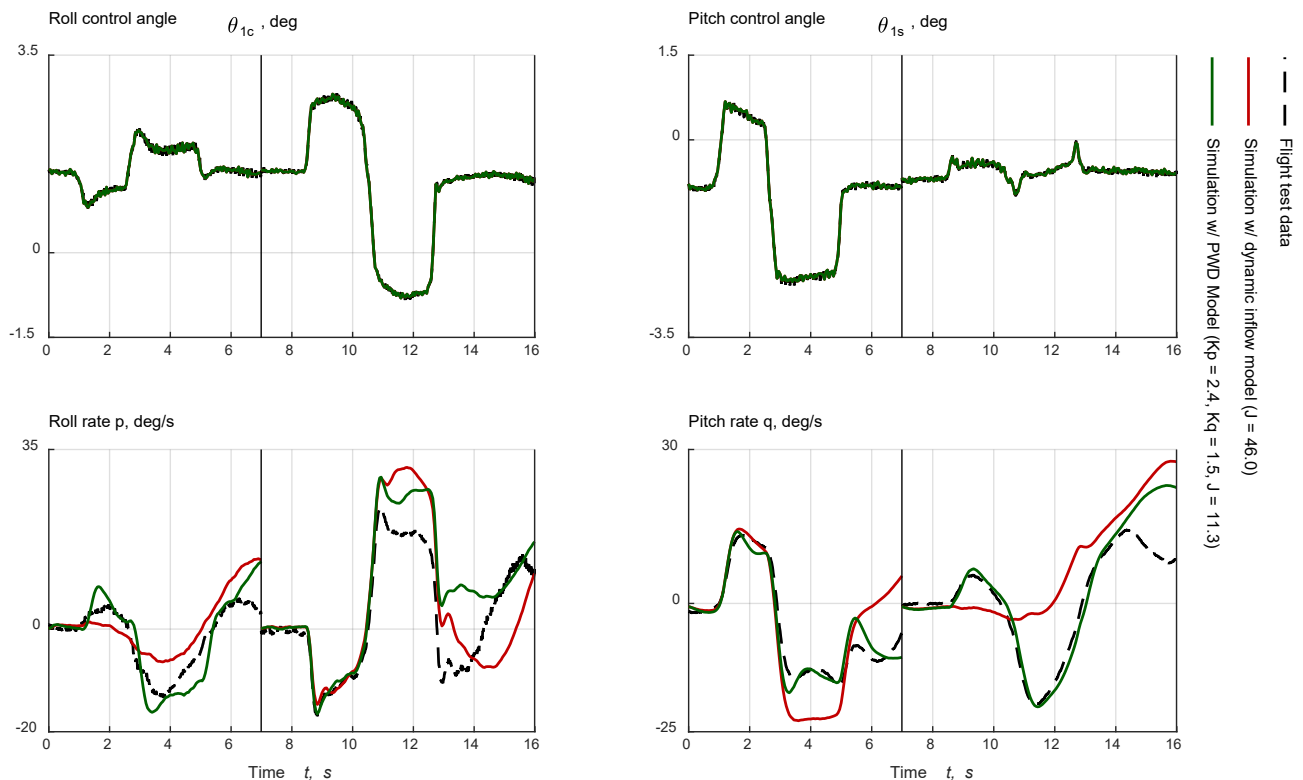 Roll control angle
θ1c , deg
3.5
0
-1.5
0 2 4 6 8 10 12 14 16
Pitch control angle
θ1s , deg
1.5
0
-3.5
0 2 4 6 8 10 12 14 16
Roll rate p, deg/s
35
0
-20
0 2 4 6 8 10 12 14 16
Time t, s
Pitch rate q, deg/s
30
0
-25
0 2 4 6 8 10 12 14 16
Time t, s
Flight test data
Simulation w/ dynamic inflow model (J = 46.0)
Simulation w/ PWD Model (Kp = 2.4, Kq = 1.5, J = 11.3)